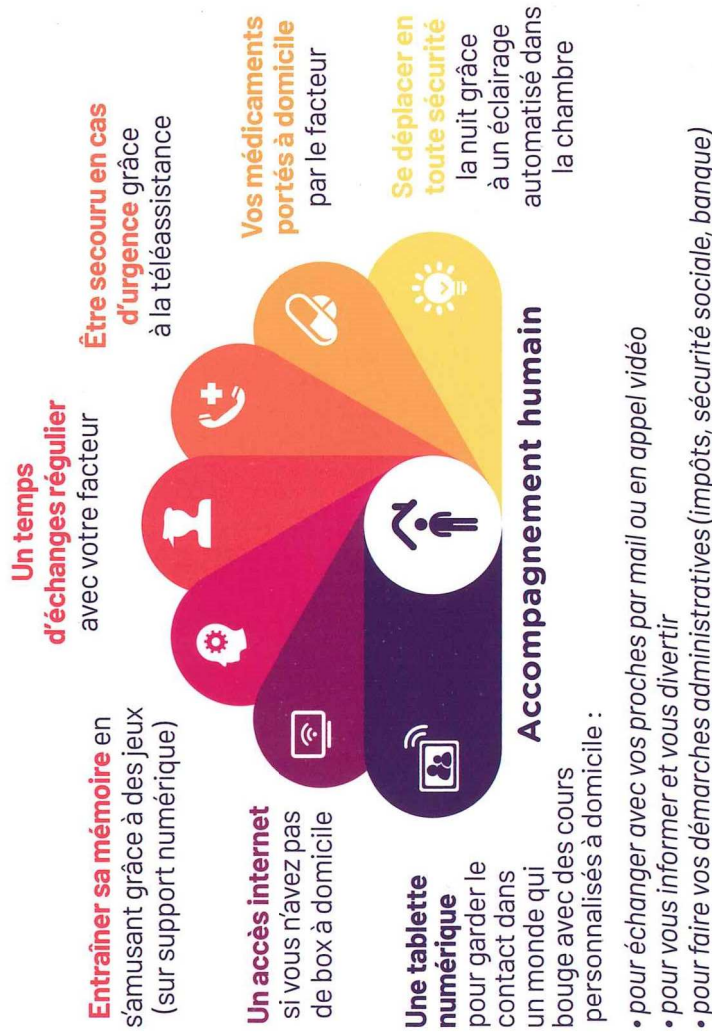 Un temps
d'échanges régulier
avec votre facteur
Entraîner sa mémoire en
s'amusant grâce à des jeux
(sur support numérique)
Être secouru en cas
d'urgence grâce
à la téléassistance
Un accès internet
si vous n'avez pas
de box à domicile
Vos médicaments
portés à domicile
par le facteur
Une tablette
numérique
pour garder le
contact dans
un monde qui
bouge avec des cours
personnalisés à domicile :
Se déplacer en
toute sécurité
la nuit grâce
à un éclairage
automatisé dans
la chambre
Accompagnement humain
• pour échanger avec vos proches par mail ou en appel vidéo
• pour vous informer et vous divertir
• pour faire vos démarches administratives (impôts, sécurité sociale, banque)